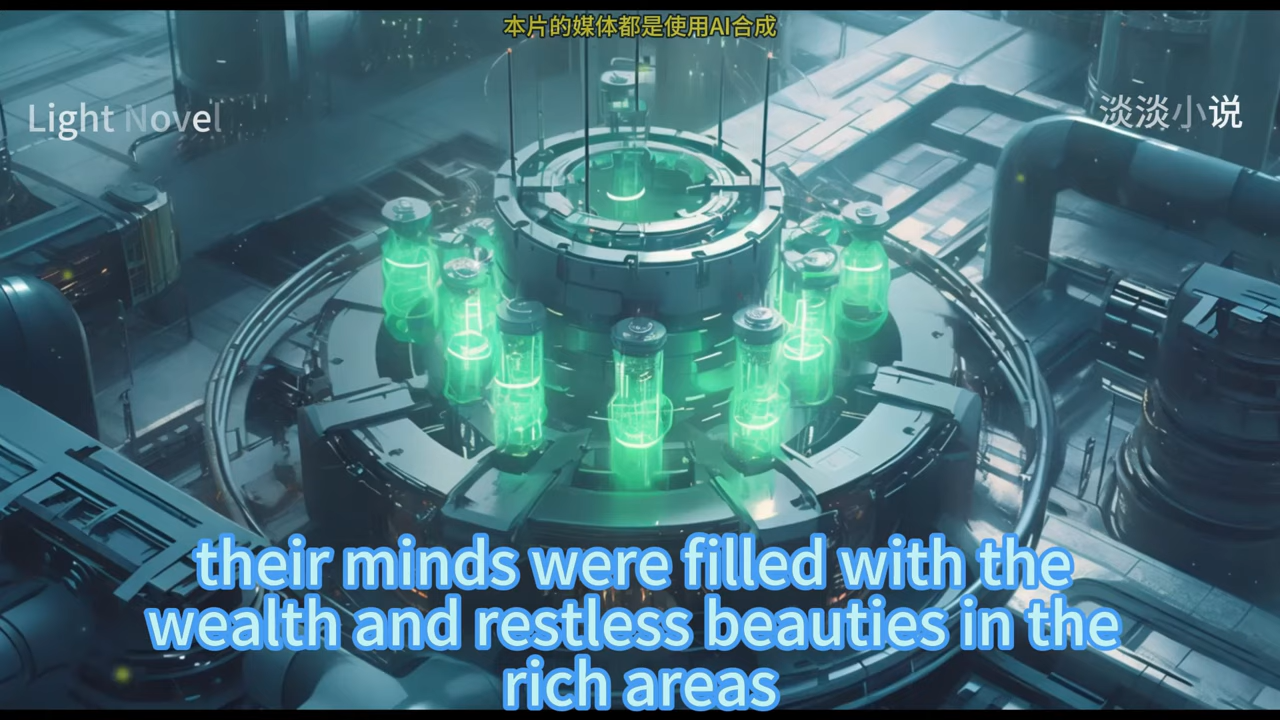 本片的媒体都是使用AI合成
Light Novel
淡淡小说
their minds were filled with the
wealth and restless beauties in the
rich areas